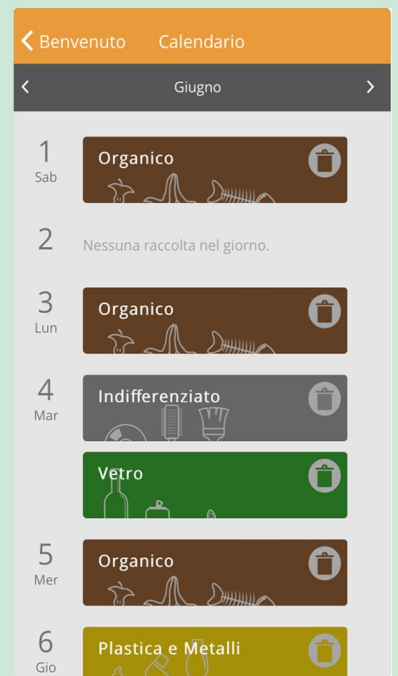 Benvenuto Calendario
Giugno
1 Organico
Sab
2 Nessuna raccolta nel giorno.
3 Organico
Lun
4 Indifferenziato
Mar
Vetro
5 Organico
Mer
6 Plastica e Metalli
Gio